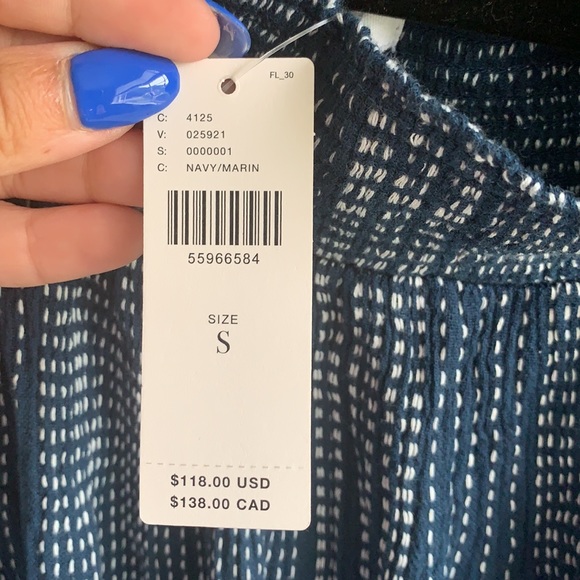 FL_30
C: 4125
V: 025921
S: 0000001
C: NAVY/MARIN
55966584
SIZE
S
$118.00 USD
$138.00 CAD